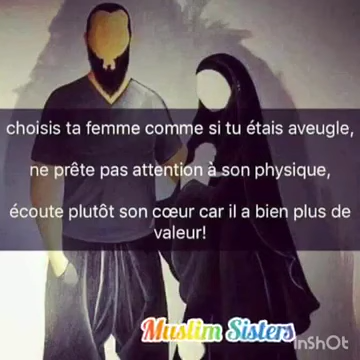 choisis ta femme comme si tu étais aveugle,
ne prête pas attention à son physique,
écoute plutôt son cœur car il a bien plus de
valeur!
Muslim Sisters
InShOt